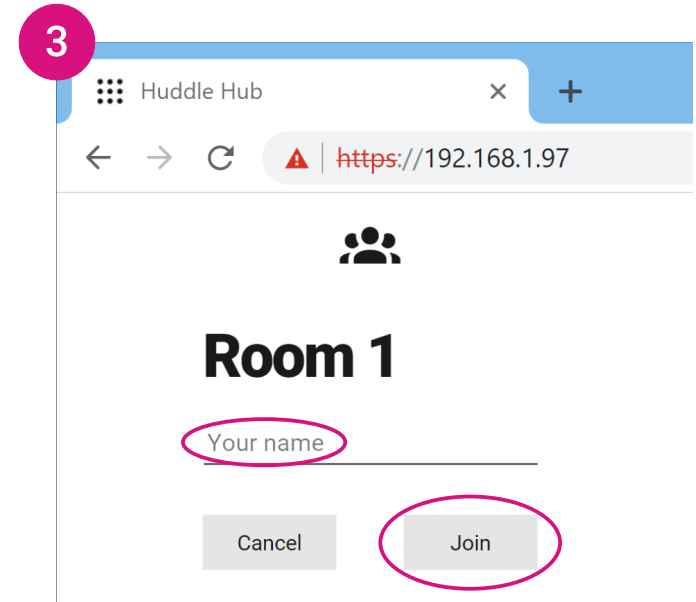 3
Huddle Hub
https://192.168.1.97
Room 1
Your name
Cancel Join